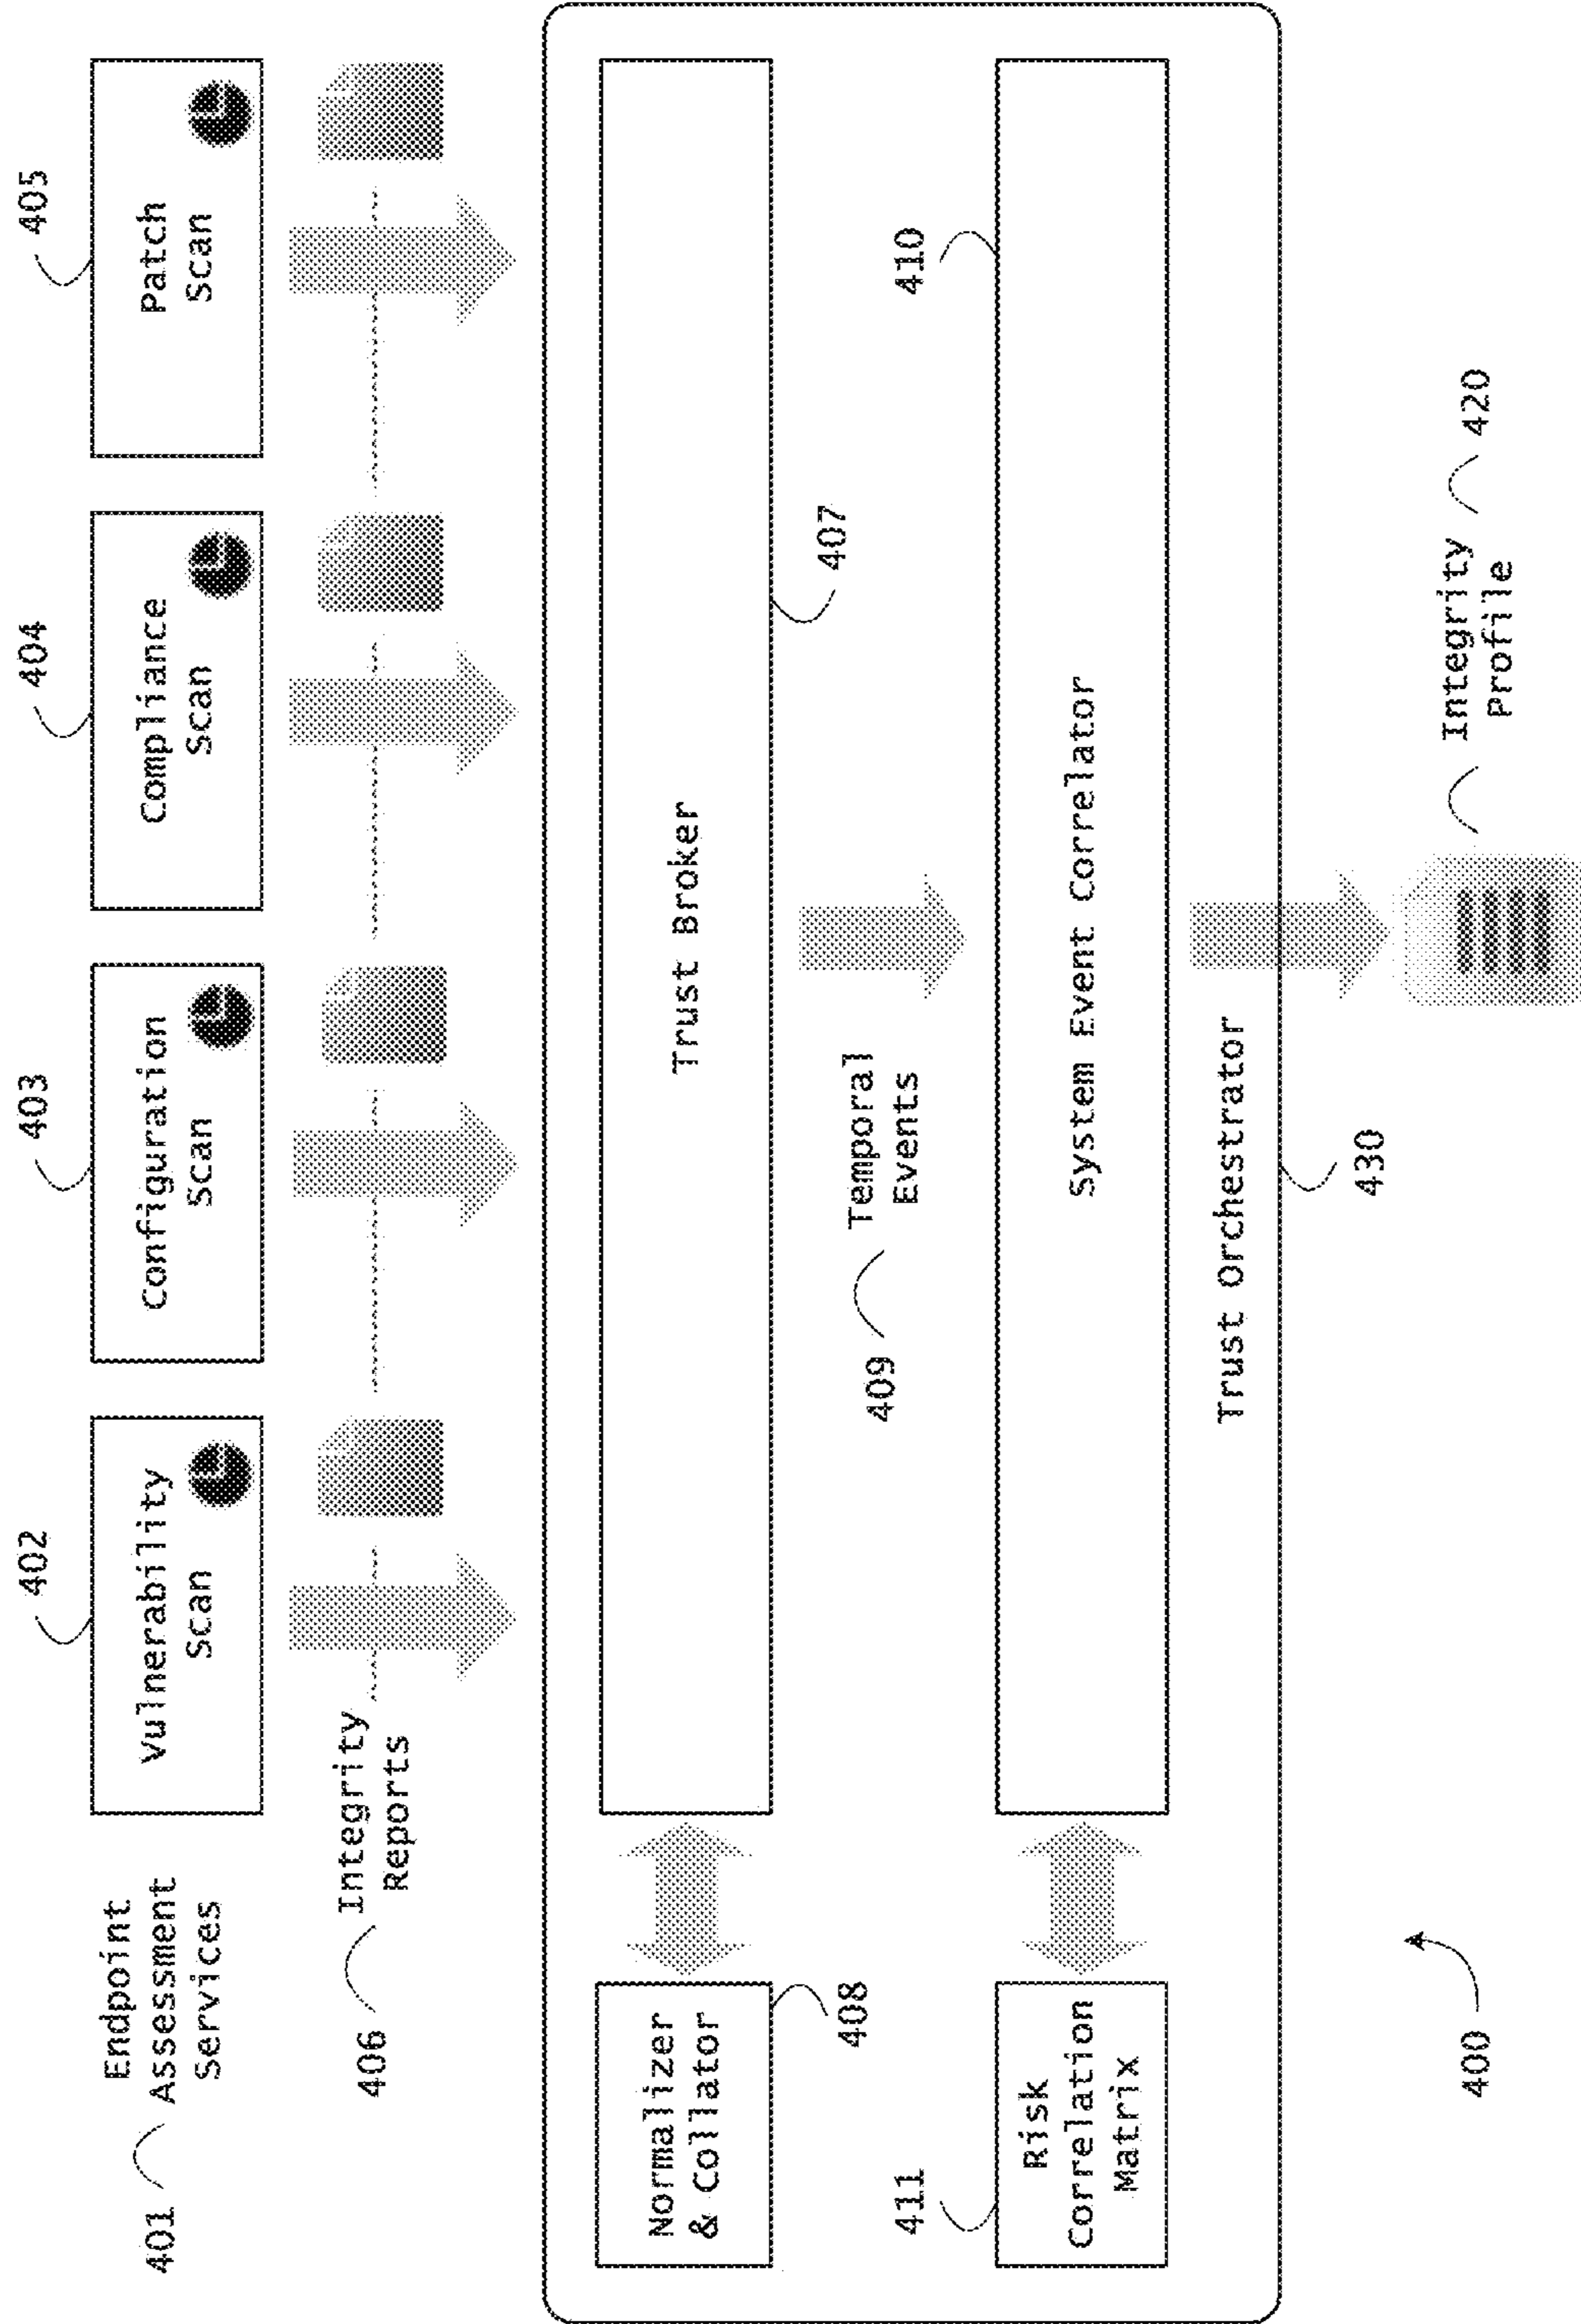 402
403
404
405
401
Endpoint
Assessment
Services
Vulnerability
Scan
Configuration
Scan
Compliance
Scan
Patch
Scan
406
Integrity
Reports
Normalizer
& Collator
408
Trust Broker
407
409
Temporal
Events
411
410
Risk
Correlation
Matrix
System Event Correlator
Trust Orchestrator
430
400
Integrity
Profile
420